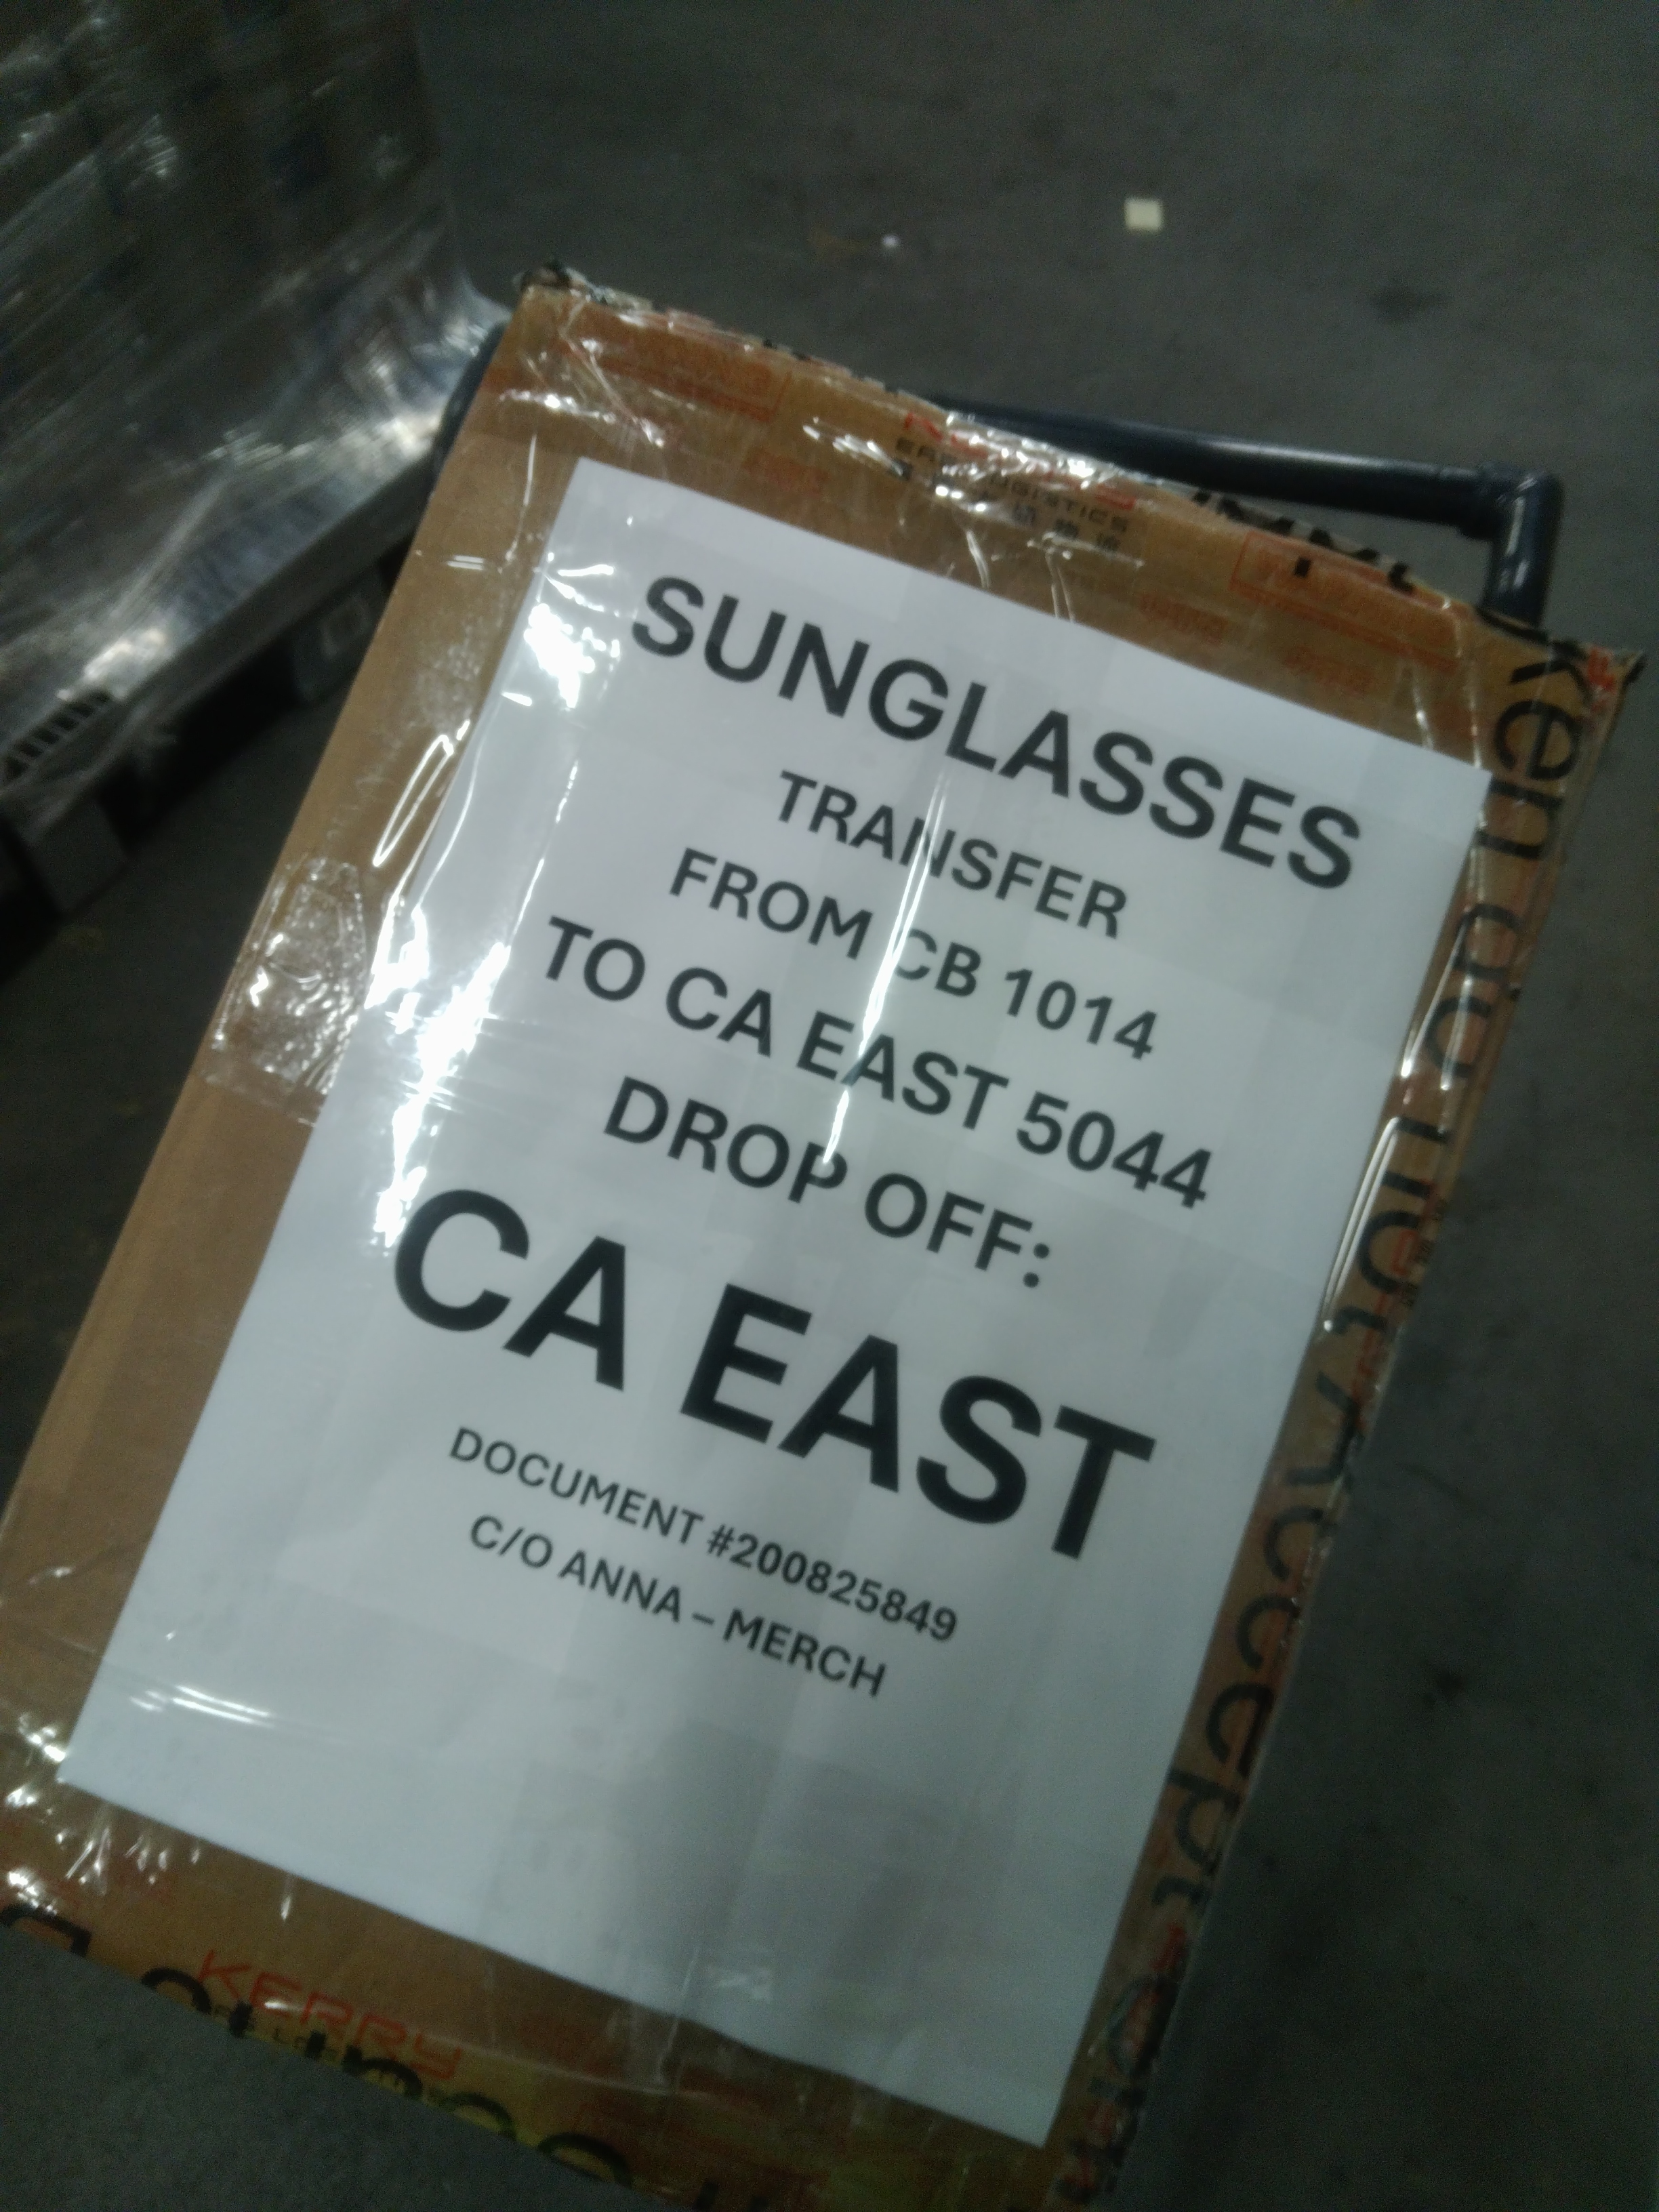 SUNGLASSES
TRANSFER
FROM CB 1014
TO CA EAST 5044
DROP OFF:
CA EAST
DOCUMENT #200825849
C/O ANNA – MERCH
KERRY